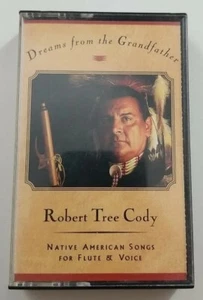 Dreams from the Grandfather
Robert Tree Cody
NATIVE AMERICAN SONGS
FOR FLUTE & VOICE